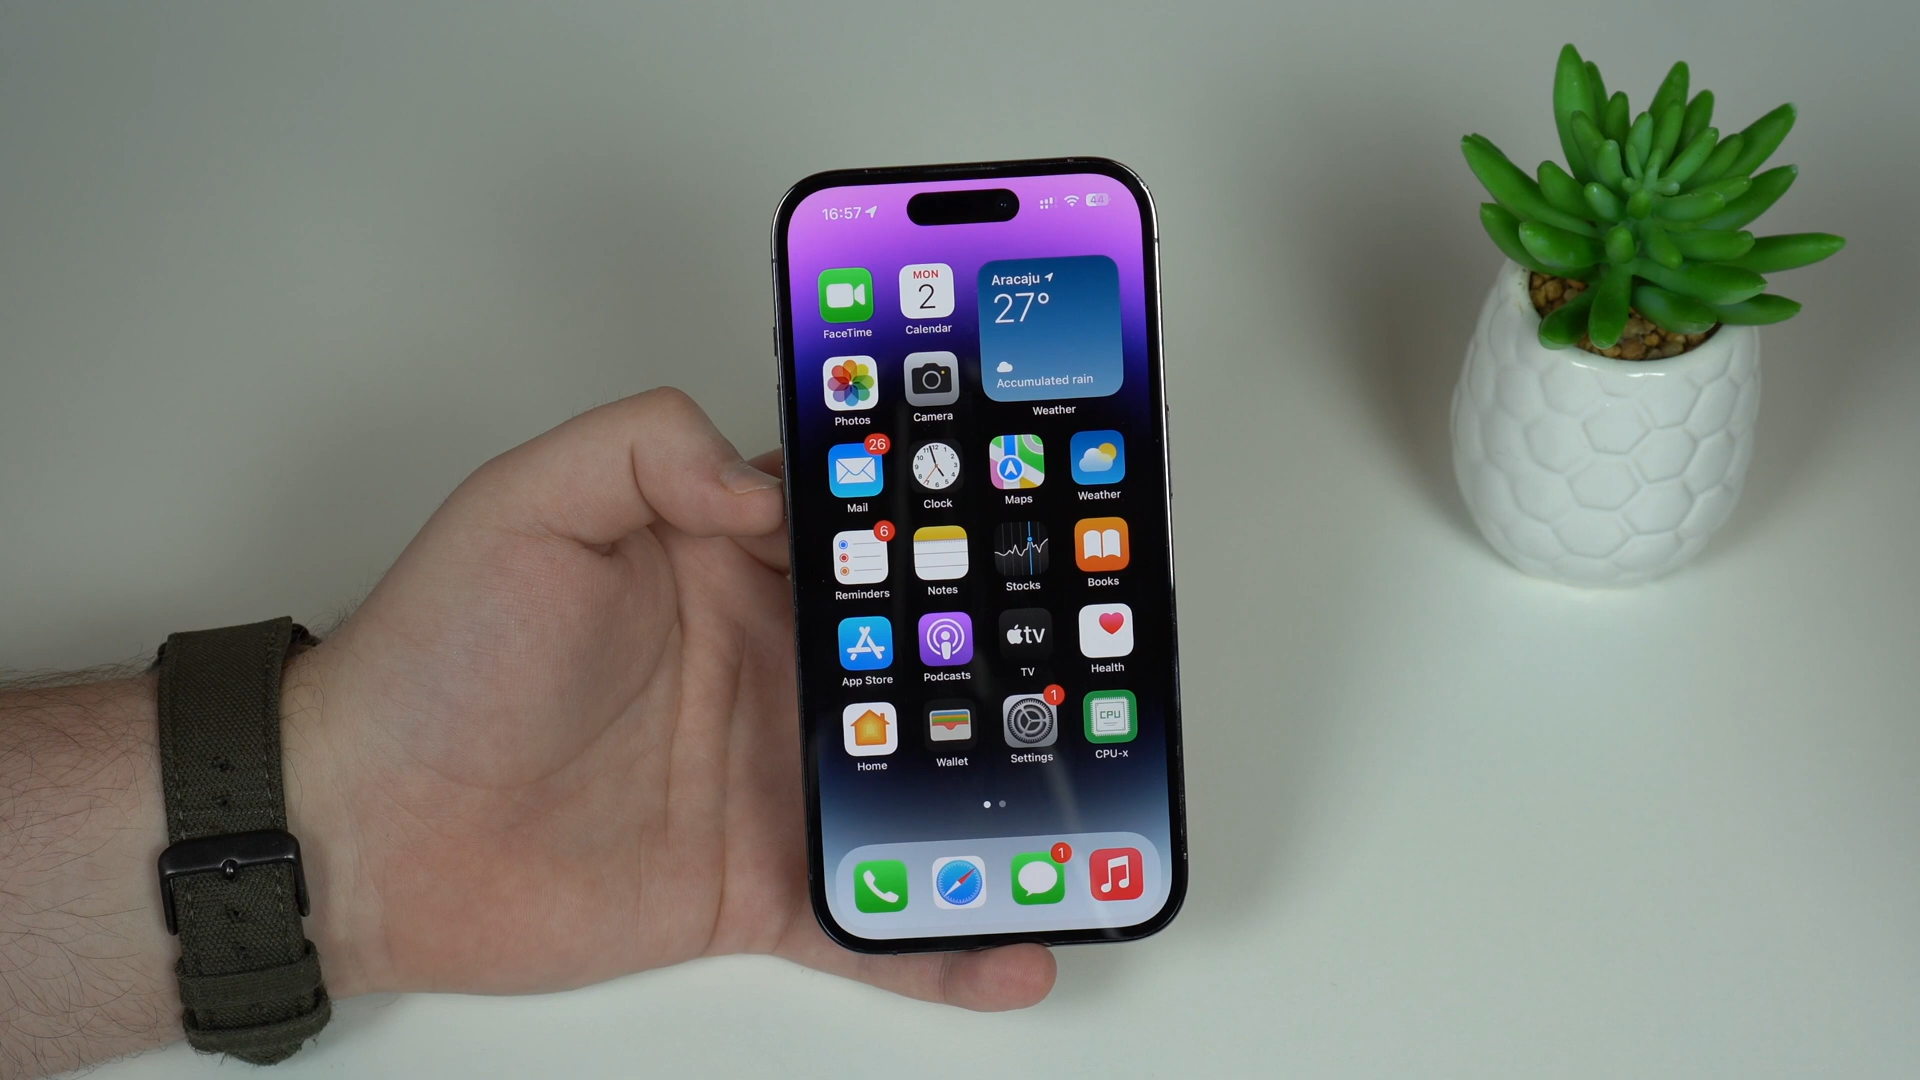 16:57
44
MON
2
Aracaju
27°
Accumulated rain
FaceTime
Calendar
Weather
Photos
Camera
26
Mail
Clock
Maps
Weather
6
Reminders
Notes
Stocks
Books
tv
App Store
Podcasts
TV
Health
1
CPU
Home
Wallet
Settings
CPU-x
1